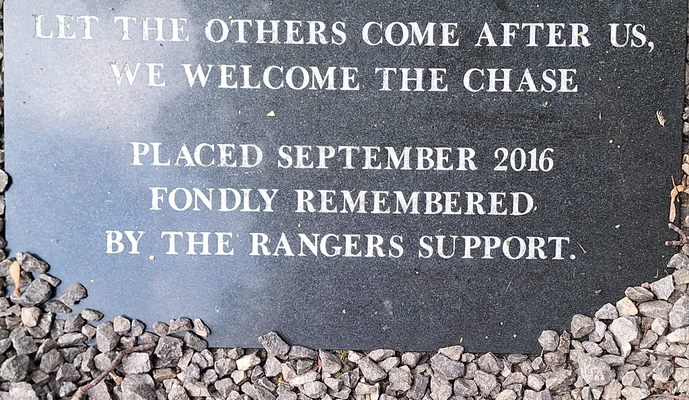 LET THE OTHERS COME AFTER US,
WE WELCOME THE CHASE
PLACED SEPTEMBER 2016
FONDLY REMEMBERED
BY THE RANGERS SUPPORT.